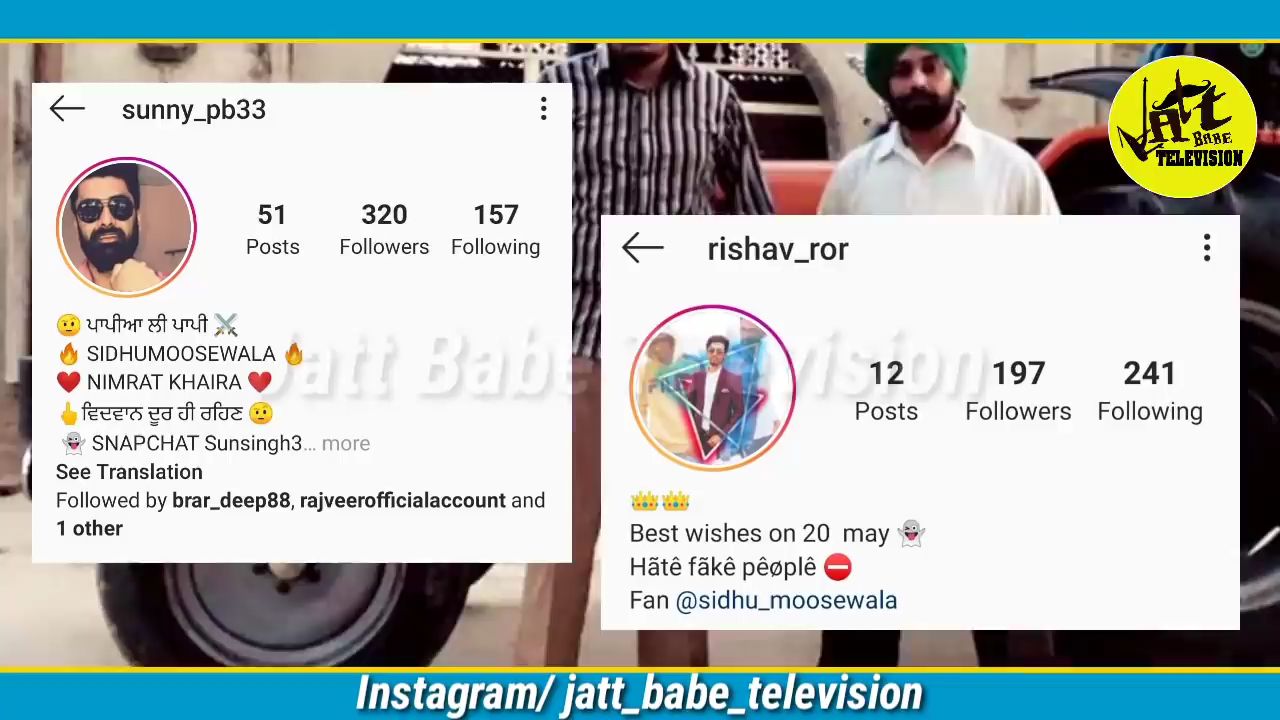 sunny_pb33
51 320 157
Posts Followers Following
🤨 ਪਾਪੀਆ ਲੀ ਪਾਪੀ ⚔️
🔥 SIDHUMOOSEWALA 🔥
❤️ NIMRAT KHAIRA ❤️
👆ਵਿਦਵਾਨ ਦੂਰ ਹੀ ਰਹਿਣ 🤨
👻 SNAPCHAT Sunsingh3... more
See Translation
Followed by brar_deep88, rajveerofficialaccount and
1 other
Jatt BABE TELEVISION
rishav_ror
12 197 241
Posts Followers Following
👑👑
Best wishes on 20 may 👻
Hãtê fãkê pêøplê ⛔
Fan @sidhu_moosewala
Jatt Babe Television
Instagram/ jatt_babe_television